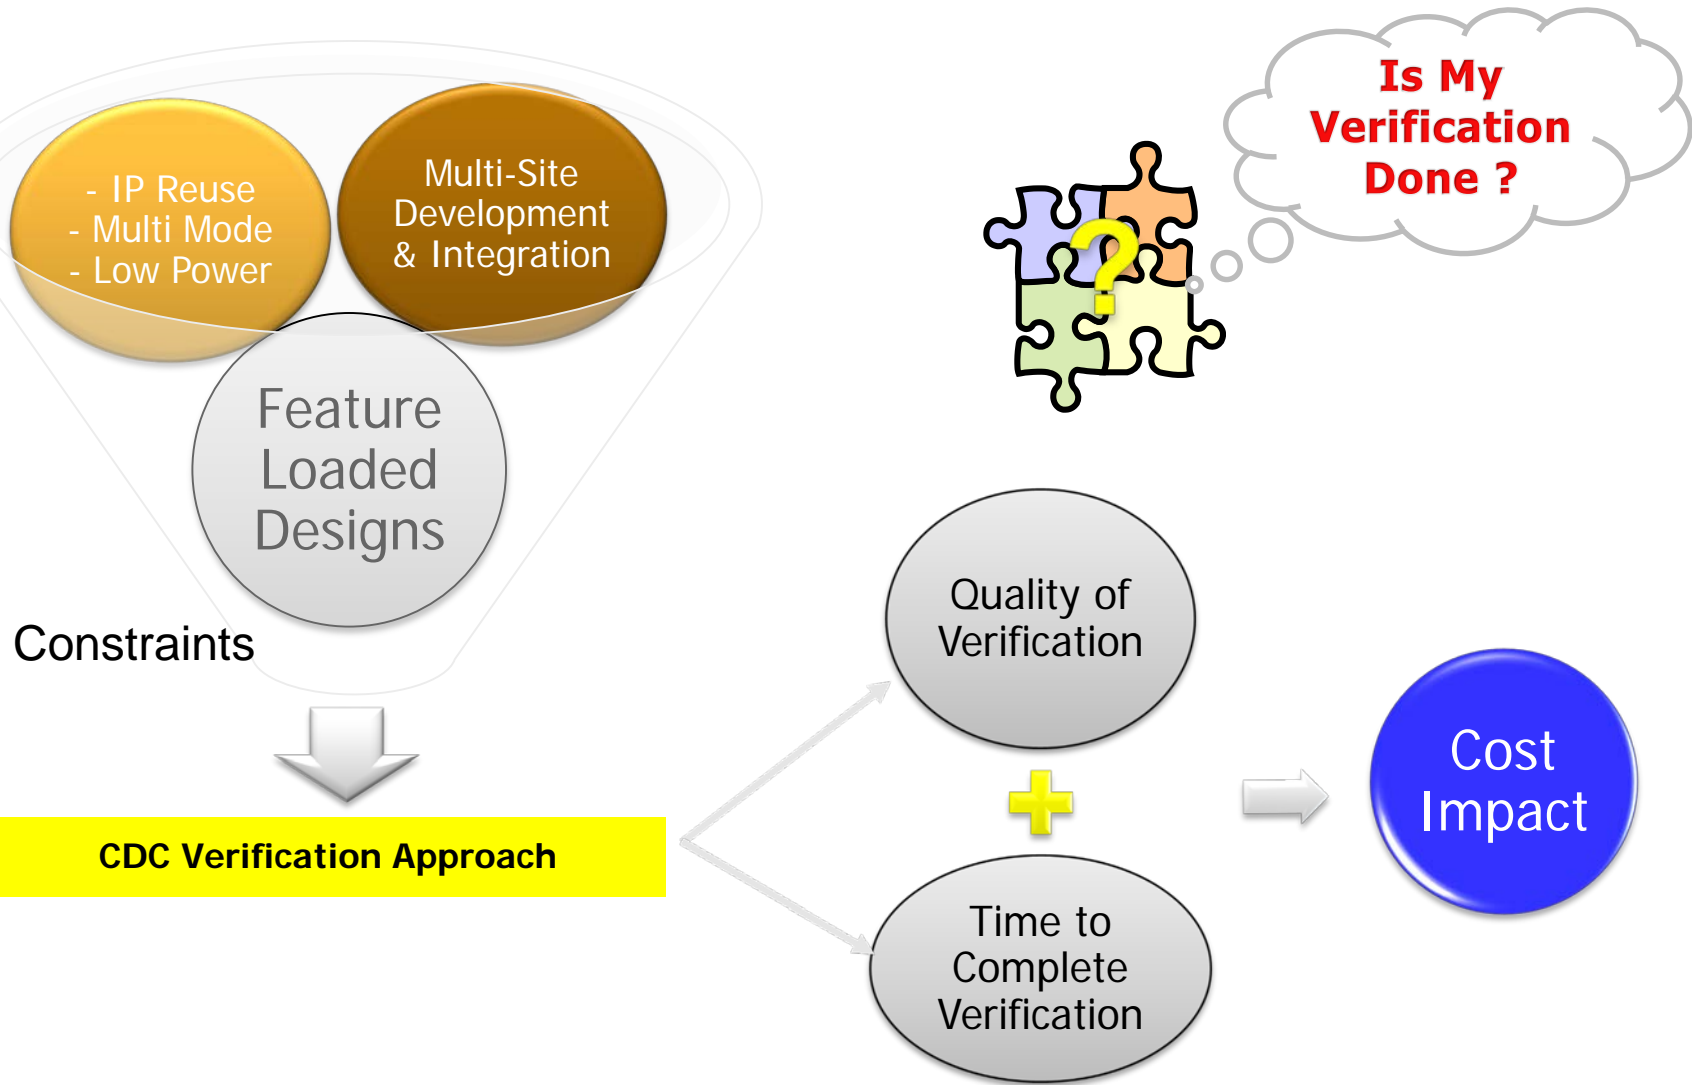 Is My
Verification
Done ?
- IP Reuse
- Multi Mode
- Low Power
Multi-Site
Development
& Integration
?
Feature
Loaded
Designs
Constraints
CDC Verification Approach
Quality of
Verification
Time to
Complete
Verification
Cost
Impact